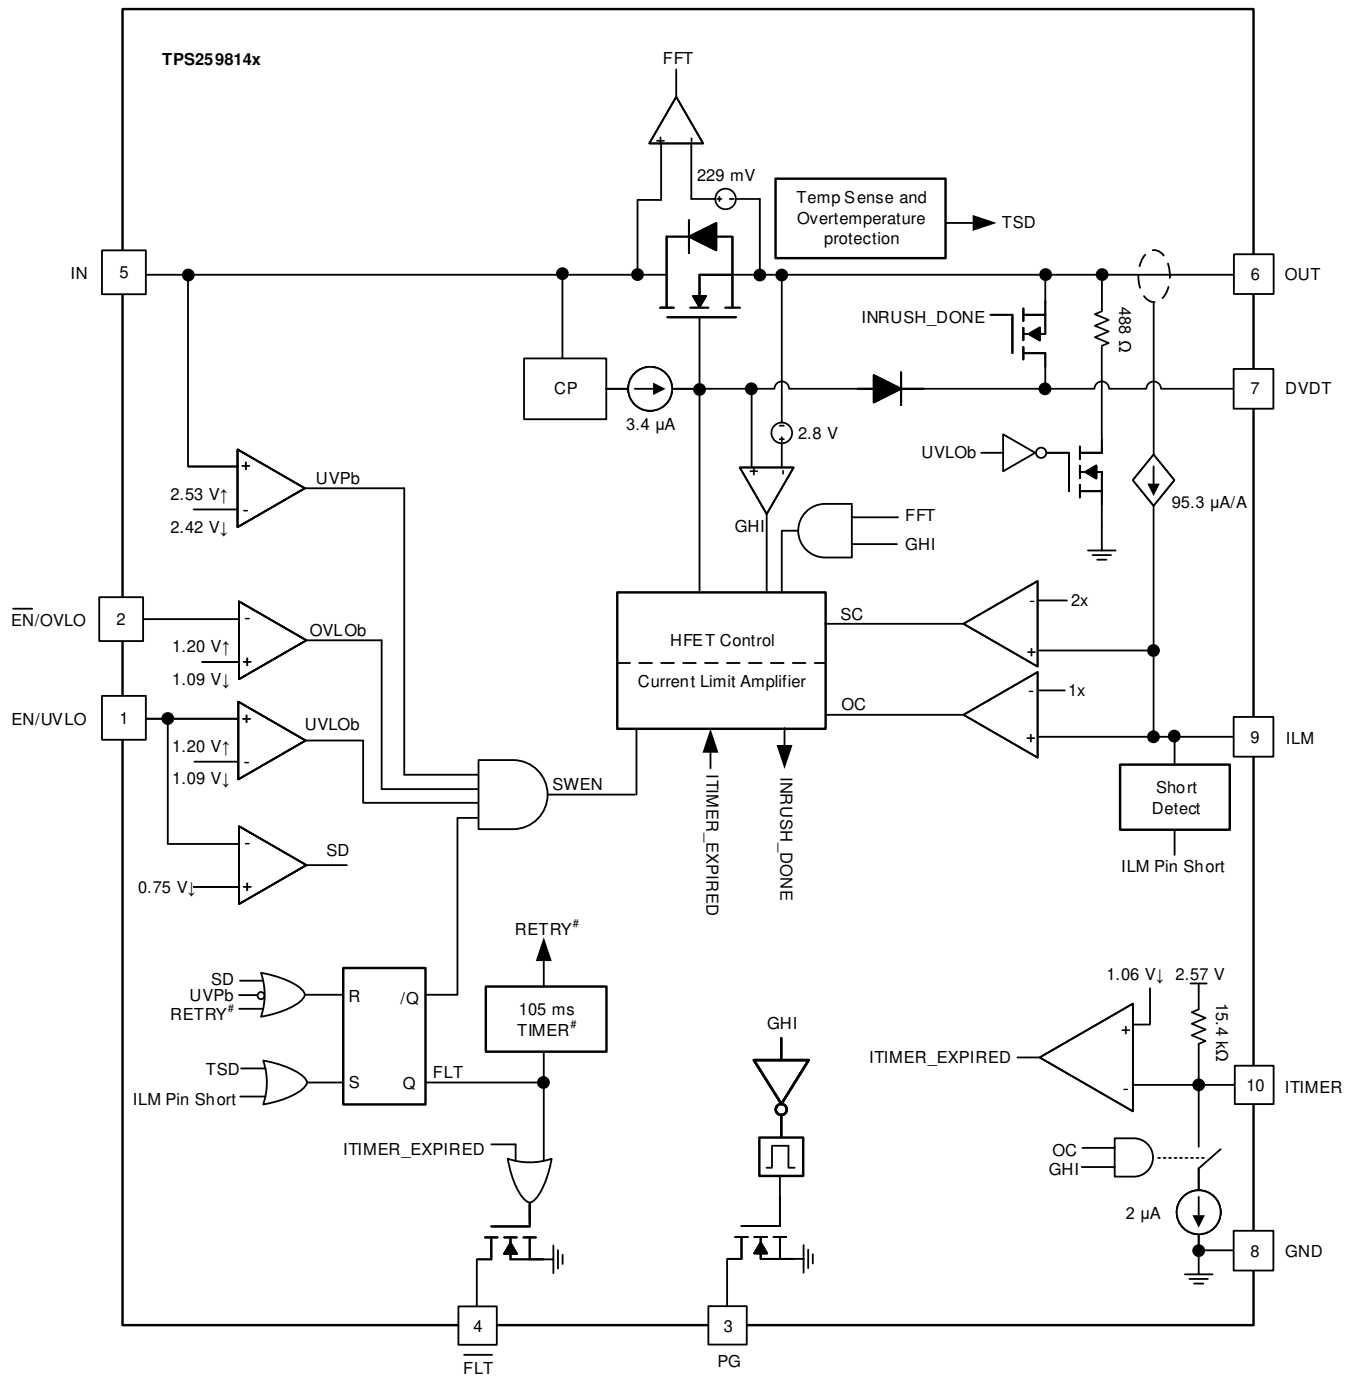 TPS259814x
FFT
229 mV
Temp Sense and
Overtemperature
protection
TSD
IN
5
6
OUT
INRUSH_DONE
488 Ω
CP
3.4 µA
7
DVDT
2.8 V
UVLOb
95.3 µA/A
+
-
UVPb
2.53 V↑
2.42 V↓
GHI
FFT
GHI
EN/OVLO
2
-
+
OVLOb
1.20 V↑
1.09 V↓
HFET Control
Current Limit Amplifier
SC
-
2x
+
OC
-
1x
+
EN/UVLO
1
+
-
UVLOb
1.20 V↑
1.09 V↓
9
ILM
SWEN
ITIMER_EXPIRED
INRUSH_DONE
Short
Detect
ILM Pin Short
-
+
SD
0.75 V↓
RETRY#
SD
UVPb
RETRY#
R
/Q
105 ms
TIMER#
TSD
ILM Pin Short
S
Q
FLT
GHI
1.06 V↓
2.57 V
15.4 kΩ
ITIMER_EXPIRED
+
-
10
ITIMER
ITIMER_EXPIRED
OC
GHI
2 µA
8
GND
4
FLT
3
PG